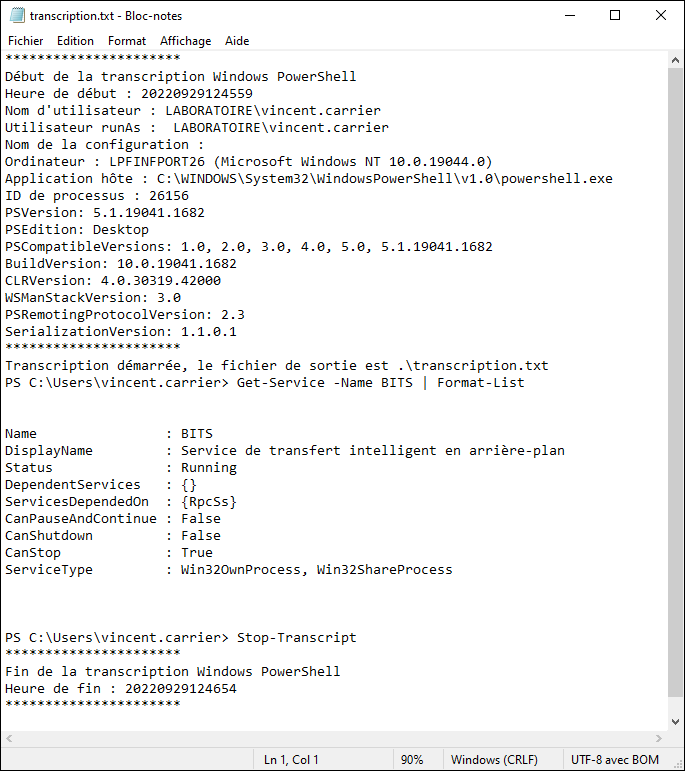 transcription.txt - Bloc-notes
Fichier Edition Format Affichage Aide
**********************
Début de la transcription Windows PowerShell
Heure de début : 20220929124559
Nom d'utilisateur : LABORATOIRE\vincent.carrier
Utilisateur runAs :  LABORATOIRE\vincent.carrier
Nom de la configuration :
Ordinateur : LPFINFPORT26 (Microsoft Windows NT 10.0.19044.0)
Application hôte : C:\WINDOWS\System32\WindowsPowerShell\v1.0\powershell.exe
ID de processus : 26156
PSVersion: 5.1.19041.1682
PSEdition: Desktop
PSCompatibleVersions: 1.0, 2.0, 3.0, 4.0, 5.0, 5.1.19041.1682
BuildVersion: 10.0.19041.1682
CLRVersion: 4.0.30319.42000
WSManStackVersion: 3.0
PSRemotingProtocolVersion: 2.3
SerializationVersion: 1.1.0.1
**********************
Transcription démarrée, le fichier de sortie est .\transcription.txt
PS C:\Users\vincent.carrier> Get-Service -Name BITS | Format-List
Name                : BITS
DisplayName         : Service de transfert intelligent en arrière-plan
Status              : Running
DependentServices   : {}
ServicesDependedOn  : {RpcSs}
CanPauseAndContinue : False
CanShutdown         : False
CanStop             : True
ServiceType         : Win32OwnProcess, Win32ShareProcess
PS C:\Users\vincent.carrier> Stop-Transcript
**********************
Fin de la transcription Windows PowerShell
Heure de fin : 20220929124654
**********************
Ln 1, Col 1 90% Windows (CRLF) UTF-8 avec BOM